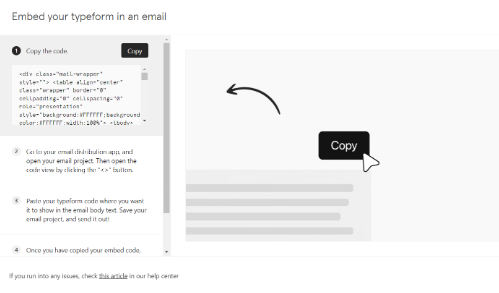 Embed your typeform in an email
1 Copy the code.
Copy
<div class="mail-wrapper"
style=""> <table align="center"
class="wrapper" border="0"
cellpadding="0" cellspacing="0"
role="presentation"
style="background:#FFFFFF;background-
color:#FFFFFF;width:100%"> <tbody>
Copy
2 Go to your email distribution app, and
open your email project. Then open the
code view by clicking the "<>" button.
3 Paste your typeform code where you want
it to show in the email body text. Save your
email project, and send it out!
4 Once you have copied your embed code,
If you run into any issues, check this article in our help center